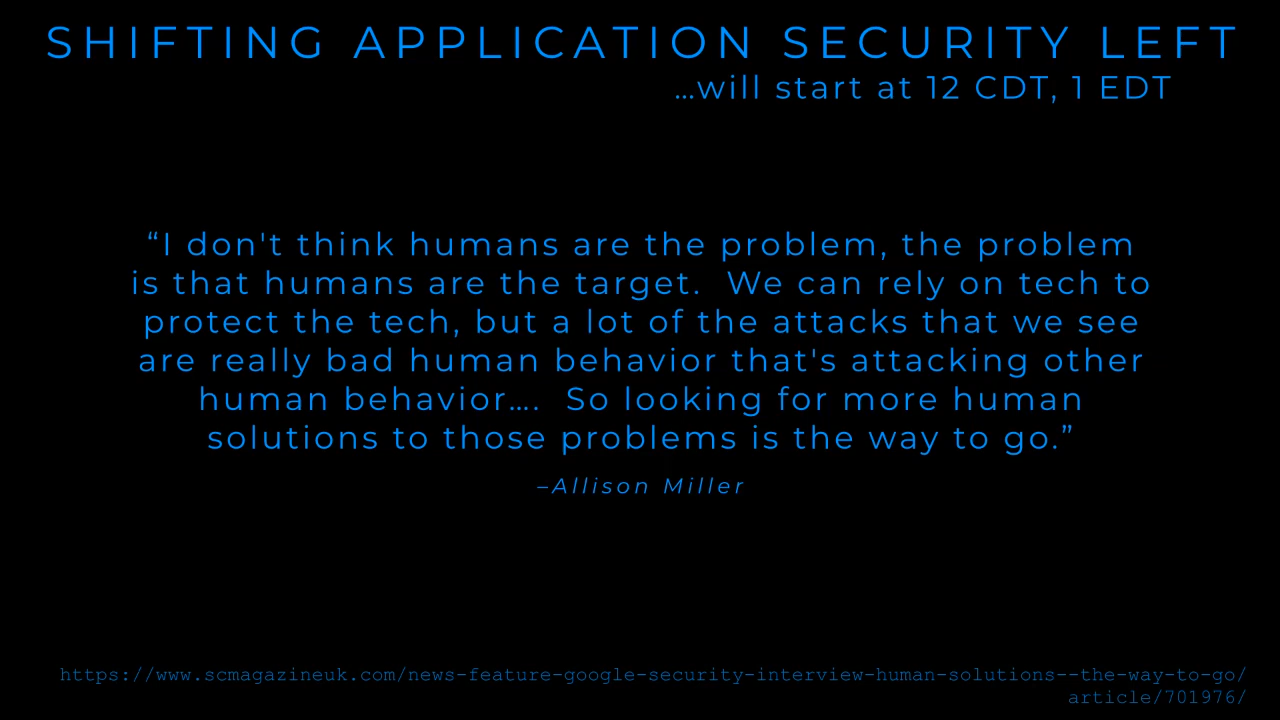 SHIFTING APPLICATION SECURITY LEFT
…will start at 12 CDT, 1 EDT
“I don't think humans are the problem, the problem
is that humans are the target.  We can rely on tech to
protect the tech, but a lot of the attacks that we see
are really bad human behavior that's attacking other
human behavior….  So looking for more human
solutions to those problems is the way to go.”
–Allison Miller
https://www.scmagazineuk.com/news-feature-google-security-interview-human-solutions--the-way-to-go/
article/701976/